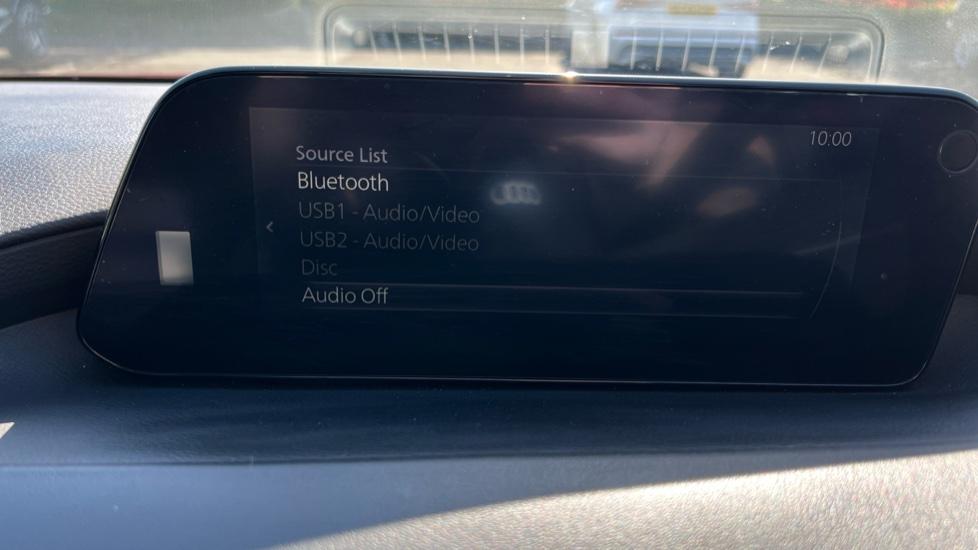 10:00
Source List
Bluetooth
USB1 - Audio/Video
USB2 - Audio/Video
Disc
Audio Off